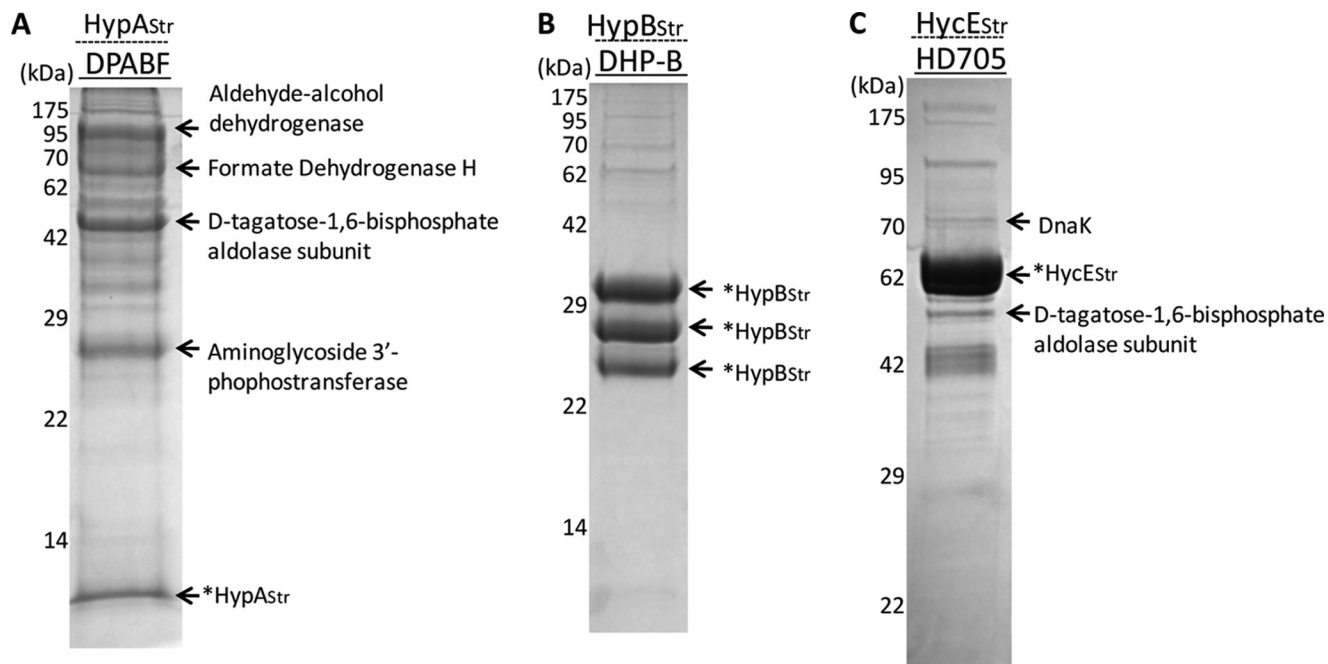 A
HypAStr
DPABF
(kDa)
175
95
70
62
42
29
22
14
Aldehyde-alcohol
dehydrogenase
Formate Dehydrogenase H
D-tagatose-1,6-bisphosphate
aldolase subunit
Aminoglycoside 3’-
phophostransferase
*HypAStr
B
HypBStr
DHP-B
(kDa)
175
95
70
62
42
29
22
14
*HypBStr
*HypBStr
*HypBStr
C
HycEStr
HD705
(kDa)
175
95
70
62
42
29
22
DnaK
*HycEStr
D-tagatose-1,6-bisphosphate
aldolase subunit